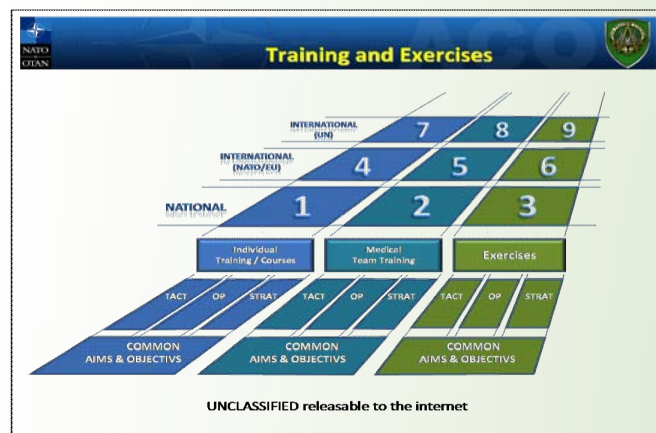 NATO
OTAN
ACO
Training and Exercises
INTERNATIONAL
(UN)
7
8
9
INTERNATIONAL
(NATO/EU)
4
5
6
NATIONAL
1
2
3
Individual
Training / Courses
Medical
Team Training
Exercises
TACT
OP
STRAT
TACT
OP
STRAT
TACT
OP
STRAT
COMMON
AIMS & OBJECTIVS
COMMON
AIMS & OBJECTIVS
COMMON
AIMS & OBJECTIVS
UNCLASSIFIED releasable to the internet